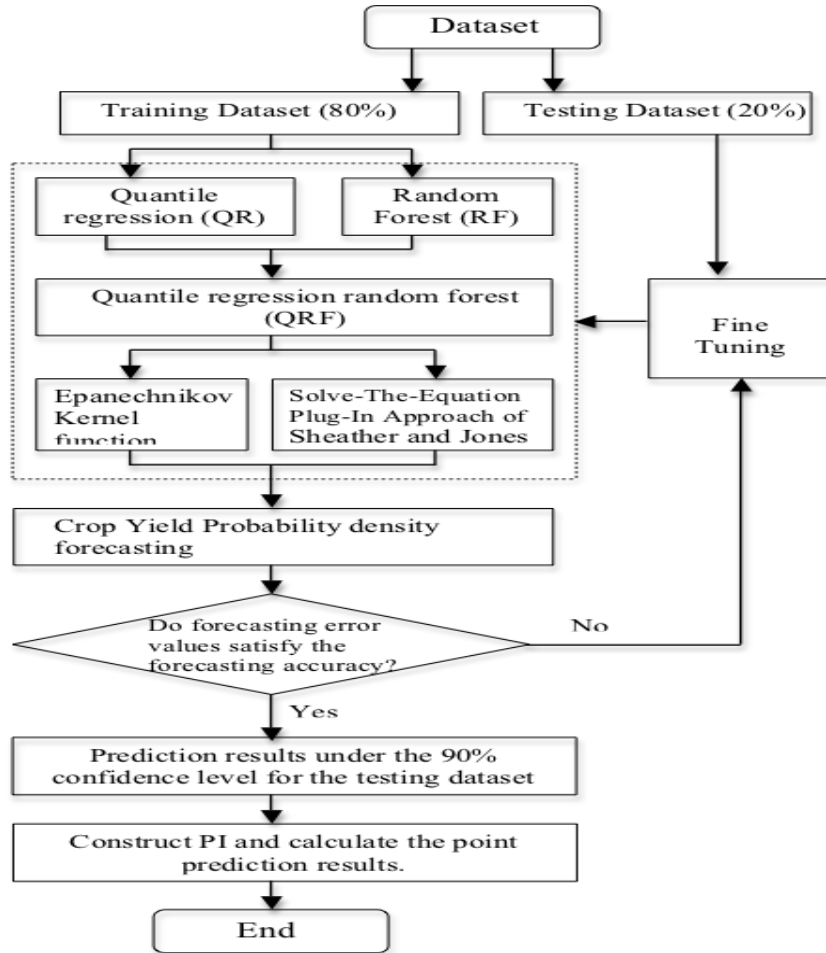 Dataset
Training Dataset (80%)
Testing Dataset (20%)
Quantile
regression (QR)
Random
Forest (RF)
Quantile regression random forest
(QRF)
Fine
Tuning
Epanechnikov
Kernel
function
Solve-The-Equation
Plug-In Approach of
Sheather and Jones
Crop Yield Probability density
forecasting
Do forecasting error
values satisfy the
forecasting accuracy?
No
Yes
Prediction results under the 90%
confidence level for the testing dataset
Construct PI and calculate the point
prediction results.
End